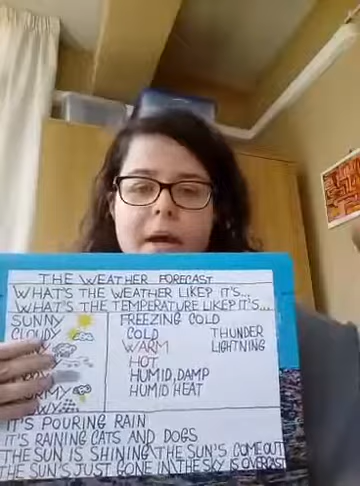 THE WEATHER FORECAST
WHAT'S THE WEATHER LIKE? IT'S...
WHAT'S THE TEMPERATURE LIKE? IT'S...
SUNNY
CLOUDY
FREEZING COLD
COLD
WARM
HOT
HUMID, DAMP
HUMID HEAT
THUNDER
LIGHTNING
IT'S POURING RAIN
IT'S RAINING CATS AND DOGS
THE SUN IS SHINING THE SUN'S COME OUT
THE SUN'S JUST GONE IN THE SKY IS OVERCAST